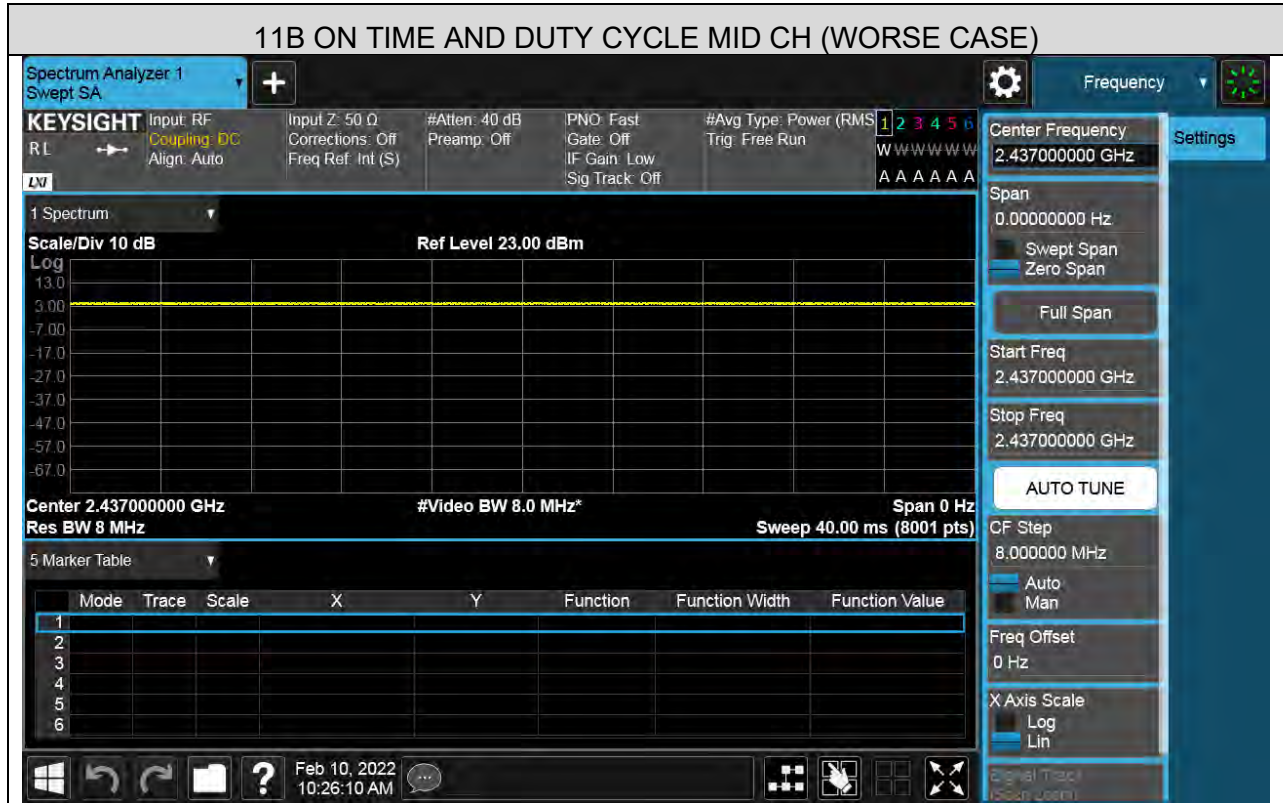 11B ON TIME AND DUTY CYCLE MID CH (WORSE CASE)
Spectrum Analyzer 1
Swept SA
Frequency
KEYSIGHT
RL
LXI
Input: RF
Coupling: DC
Align: Auto
Input Z: 50 Ω
Corrections: Off
Freq Ref: Int (S)
#Atten: 40 dB
Preamp: Off
PNO: Fast
Gate: Off
IF Gain: Low
Sig Track: Off
#Avg Type: Power (RMS
Trig: Free Run
1 2 3 4 5 6
W W W W W W
A A A A A A
1 Spectrum
Scale/Div 10 dB
Ref Level 23.00 dBm
Log
13.0
3.00
-7.00
-17.0
-27.0
-37.0
-47.0
-57.0
-67.0
Center 2.437000000 GHz
#Video BW 8.0 MHz*
Span 0 Hz
Res BW 8 MHz
Sweep 40.00 ms (8001 pts)
5 Marker Table
Mode Trace Scale X Y Function Function Width Function Value
1
2
3
4
5
6
Feb 10, 2022
10:26:10 AM
Center Frequency
2.437000000 GHz
Settings
Span
0.00000000 Hz
Swept Span
Zero Span
Full Span
Start Freq
2.437000000 GHz
Stop Freq
2.437000000 GHz
AUTO TUNE
CF Step
8.000000 MHz
Auto
Man
Freq Offset
0 Hz
X Axis Scale
Log
Lin
Signal Track
(Span Zoom)